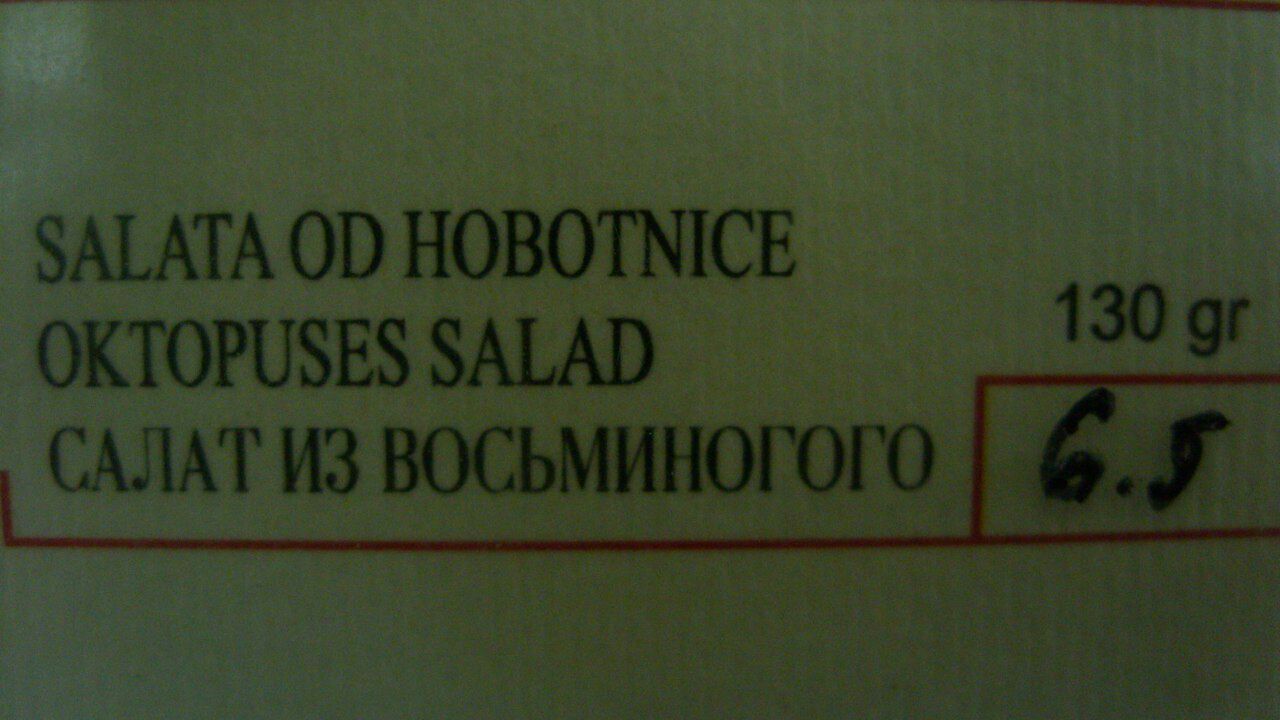 SALATA OD HOBOTNICE
OKTOPUSES SALAD
САЛАТ ИЗ ВОСЬМИНОГОГО
130 gr
6.5